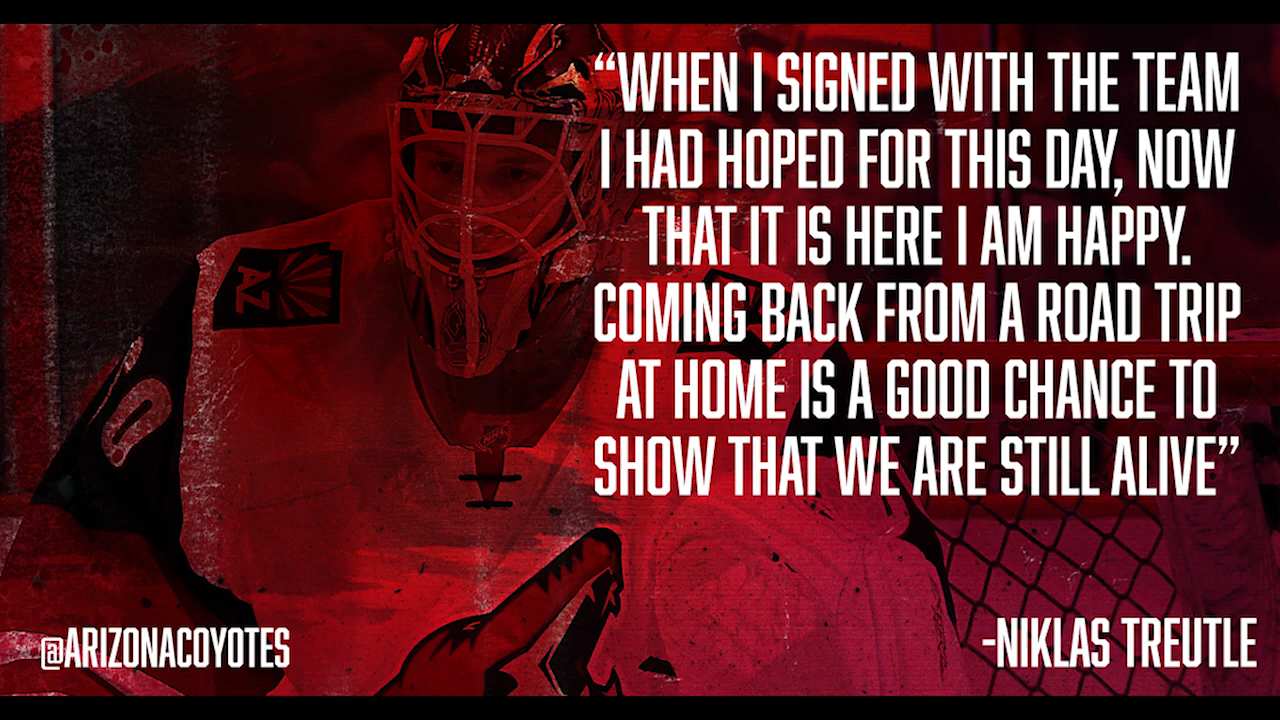 “WHEN I SIGNED WITH THE TEAM
I HAD HOPED FOR THIS DAY, NOW
THAT IT IS HERE I AM HAPPY.
COMING BACK FROM A ROAD TRIP
AT HOME IS A GOOD CHANCE TO
SHOW THAT WE ARE STILL ALIVE”
-NIKLAS TREUTLE
@ARIZONACOYOTES
AZ